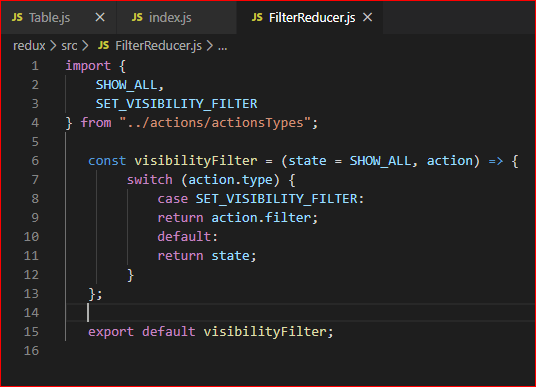 JS Table.js ✕ JS index.js JS FilterReducer.js ✕
redux > src > JS FilterReducer.js > ...
1 import {
2     SHOW_ALL,
3     SET_VISIBILITY_FILTER
4 } from "../actions/actionsTypes";
5
6    const visibilityFilter = (state = SHOW_ALL, action) => {
7         switch (action.type) {
8             case SET_VISIBILITY_FILTER:
9             return action.filter;
10             default:
11             return state;
12         }
13    };
14
15    export default visibilityFilter;
16